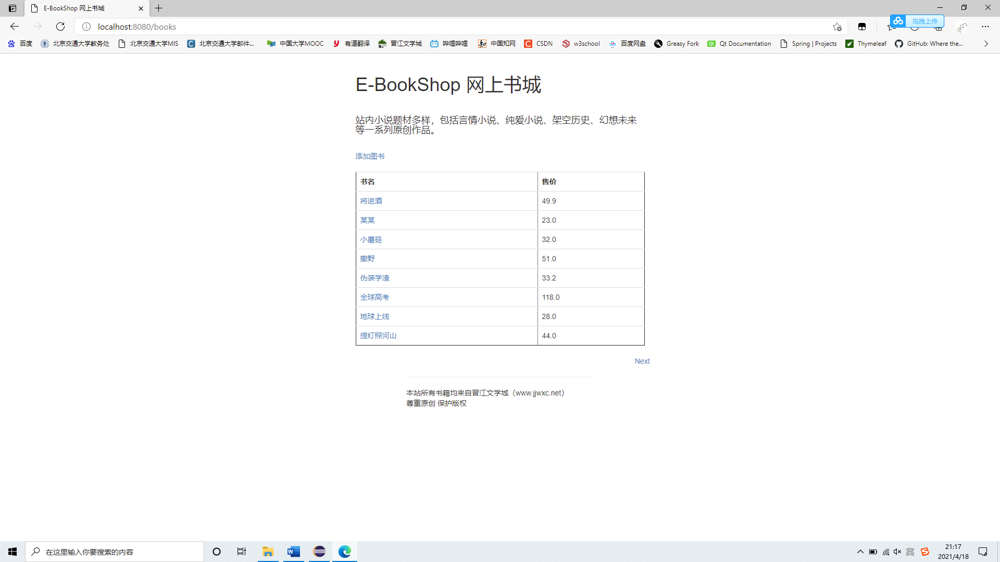 E-BookShop 网上书城
localhost:8080/books
拖拽上传
百度 北京交通大学教务处 北京交通大学MIS 北京交通大学邮件... 中国大学MOOC 有道翻译 晋江文学城 哔哩哔哩 中国知网 CSDN w3school 百度网盘 Greasy Fork Qt Documentation Spring | Projects Thymeleaf GitHub: Where the...
E-BookShop 网上书城
站内小说题材多样，包括言情小说、纯爱小说、架空历史、幻想未来
等一系列原创作品。
添加图书
书名 售价
将进酒 49.9
某某 23.0
小蘑菇 32.0
撒野 51.0
伪装学渣 33.2
全球高考 118.0
地球上线 28.0
提灯照河山 44.0
Next
本站所有书籍均来自晋江文学城（www.jjwxc.net）
尊重原创 保护版权
在这里输入你要搜索的内容
英
21:17
2021/4/18